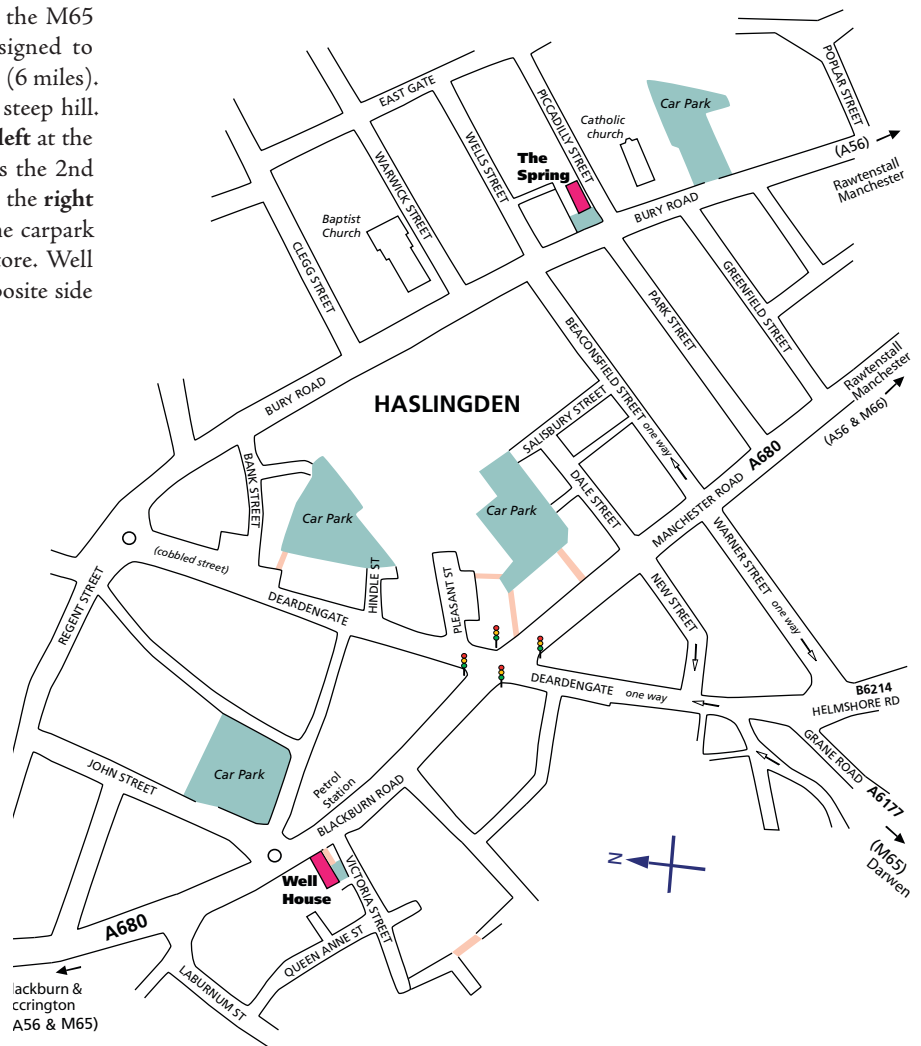 the M65
signed to
(6 miles).
steep hill.
left at the
s the 2nd
the right
ne carpark
tore. Well
posite side
POPLAR STREET
EAST GATE
PICCADILLY STREET
Car Park
Catholic
church
(A56)
WELLS STREET
The
Spring
WARWICK STREET
Rawtenstall
Manchester
BURY ROAD
Baptist
Church
CLEGG STREET
GREENFIELD STREET
PARK STREET
BEACONSFIELD STREET
one way
Rawtenstall
Manchester
(A56 & M66)
BURY ROAD
HASLINGDEN
SALISBURY STREET
A680
MANCHESTER ROAD
BANK STREET
DALE STREET
Car Park
Car Park
WARNER STREET
one way
(cobbled street)
HINDLE ST
PLEASANT ST
NEW STREET
REGENT STREET
DEARDENGATE
DEARDENGATE
one way
B6214
HELMSHORE RD
GRANE ROAD
A6177
(M65)
Darwen
JOHN STREET
Car Park
Petrol
Station
BLACKBURN ROAD
N
Well
House
VICTORIA STREET
A680
QUEEN ANNE ST
LABURNUM ST
lackburn &
ccrington
A56 & M65)